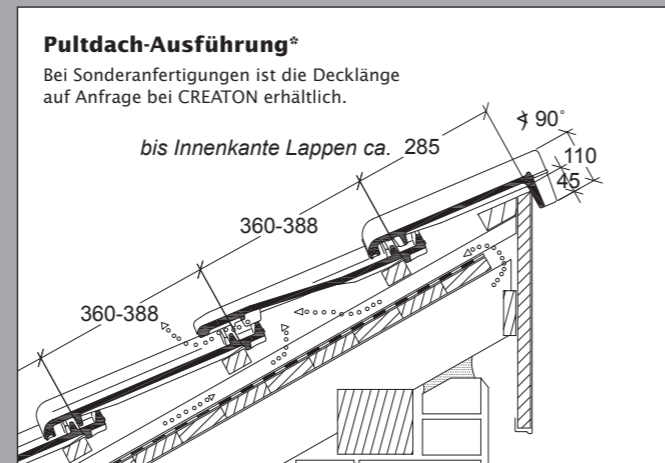 Pultdach-Ausführung*
Bei Sonderanfertigungen ist die Decklänge
auf Anfrage bei CREATON erhältlich.
∢ 90°
bis Innenkante Lappen ca. 285
110
45
360-388
360-388